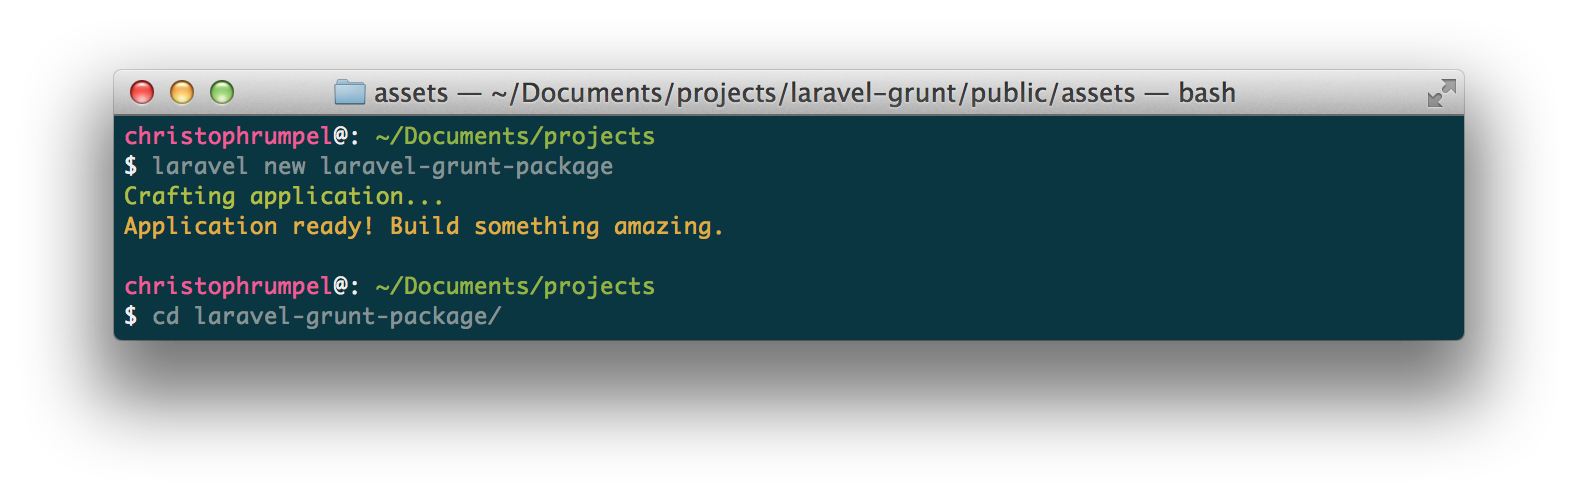 assets — ~/Documents/projects/laravel-grunt/public/assets — bash
christophrumpel@: ~/Documents/projects
$ laravel new laravel-grunt-package
Crafting application...
Application ready! Build something amazing.
christophrumpel@: ~/Documents/projects
$ cd laravel-grunt-package/